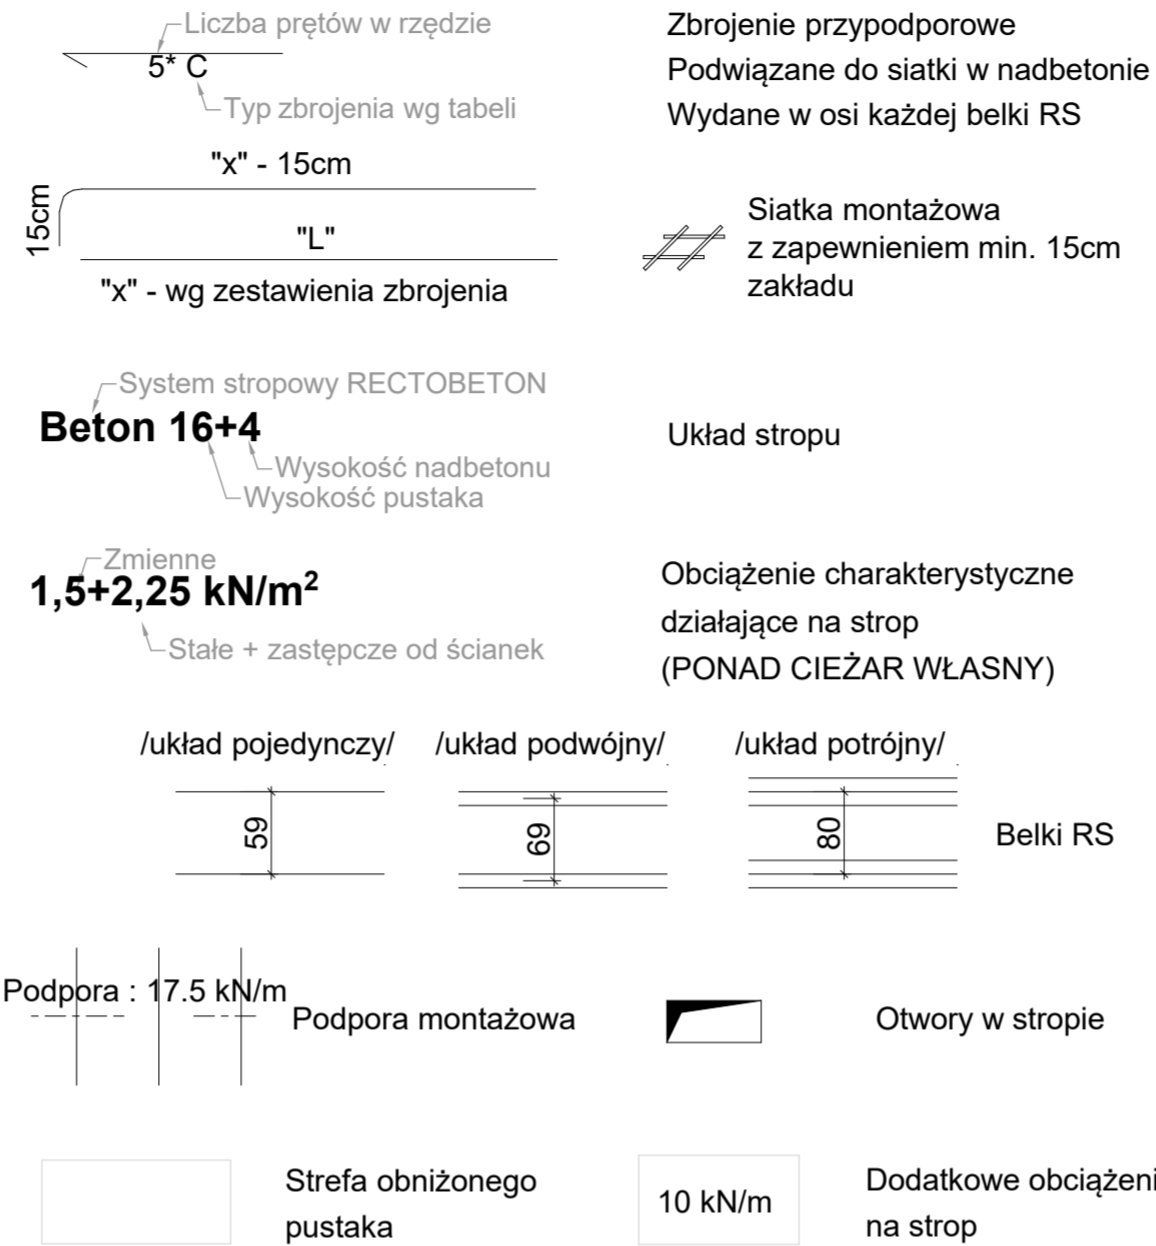 Liczba prętów w rzędzie
5* C
Typ zbrojenia wg tabeli
Zbrojenie przypodporowe
Podwiązane do siatki w nadbetonie
Wydane w osi każdej belki RS
"x" - 15cm
15cm
"L"
"x" - wg zestawienia zbrojenia
Siatka montażowa
z zapewnieniem min. 15cm
zakładu
System stropowy RECTOBETON
Beton 16+4
Wysokość nadbetonu
Wysokość pustaka
Układ stropu
Zmienne
1,5+2,25 kN/m²
Stałe + zastępcze od ścianek
Obciążenie charakterystyczne
działające na strop
(PONAD CIEŻAR WŁASNY)
/układ pojedynczy/
/układ podwójny/
/układ potrójny/
59
69
80
Belki RS
Podpora : 17.5 kN/m
Podpora montażowa
Otwory w stropie
Strefa obniżonego
pustaka
10 kN/m
Dodatkowe obciążeni
na strop